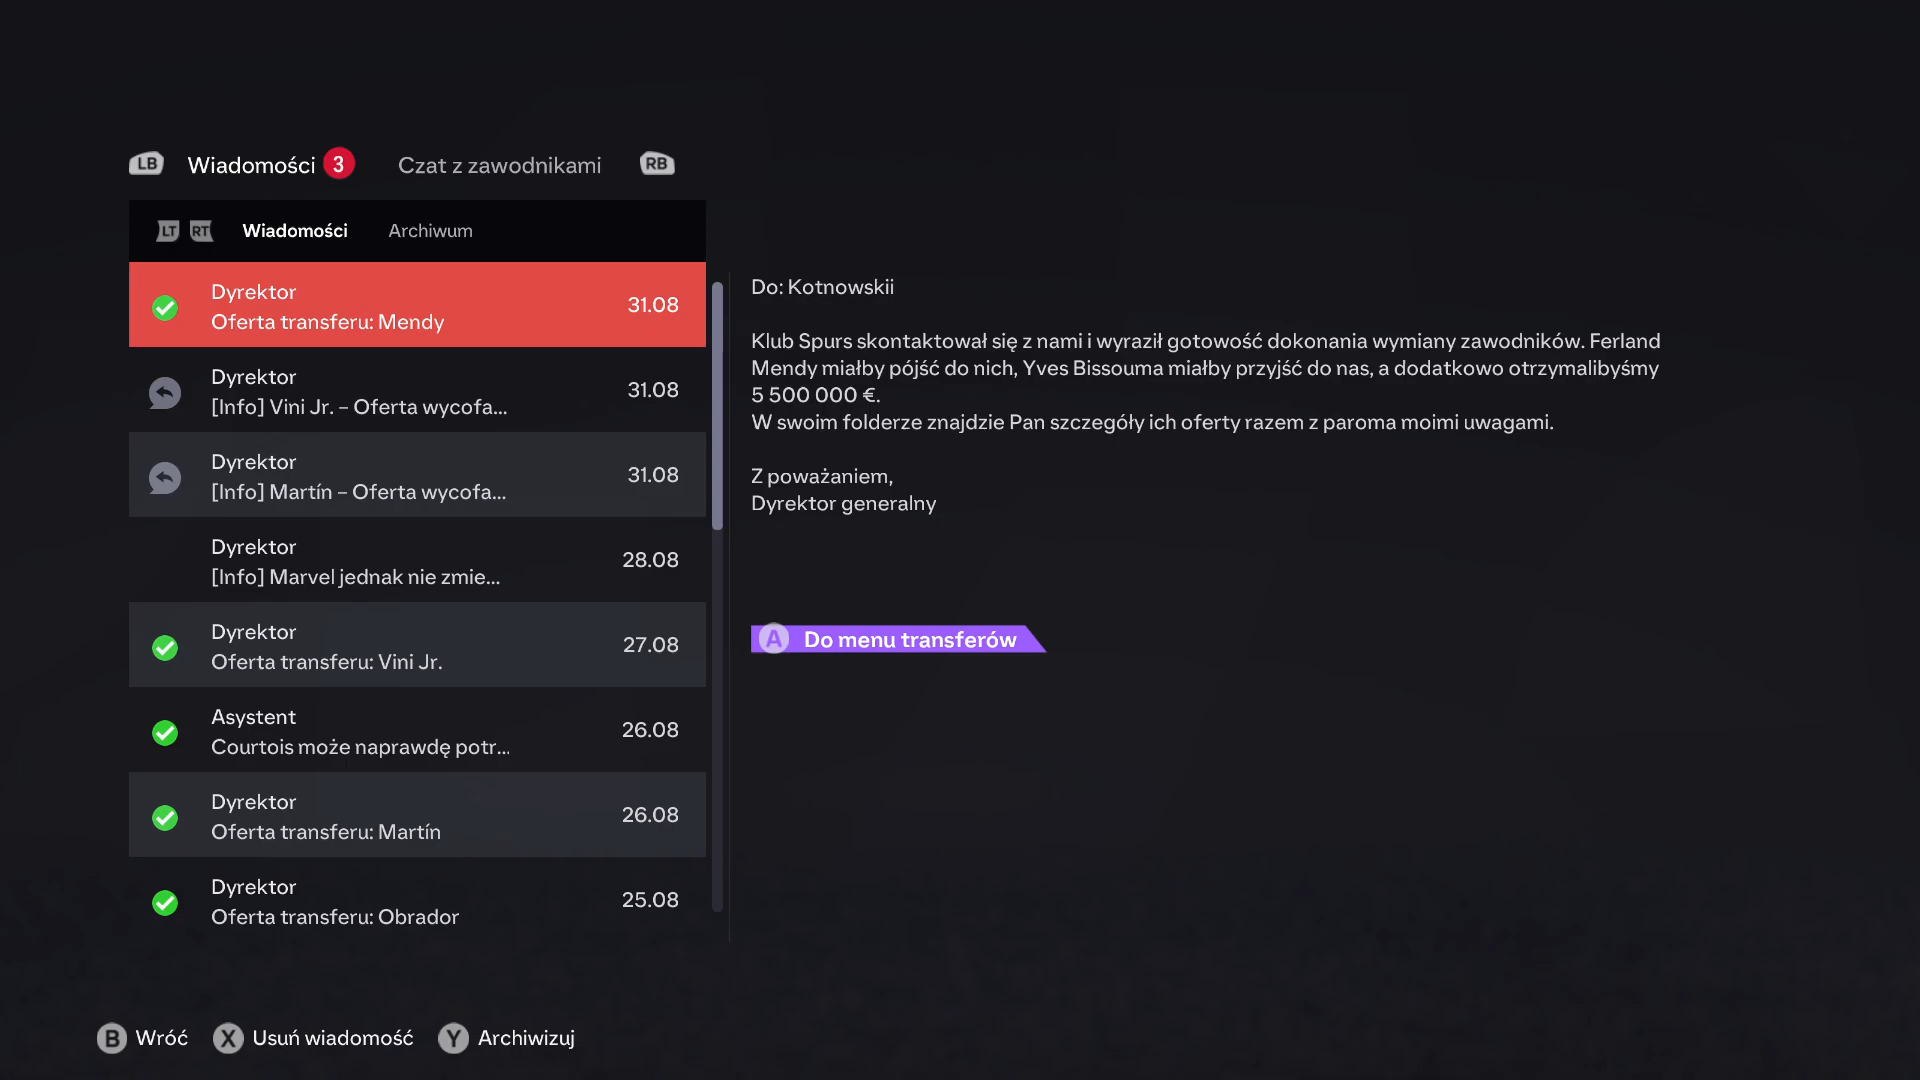 LB Wiadomości 3 Czat z zawodnikami RB
LT RT Wiadomości Archiwum
Dyrektor
Oferta transferu: Mendy
31.08
Dyrektor
[Info] Vini Jr. – Oferta wycofa...
31.08
Dyrektor
[Info] Martín – Oferta wycofa...
31.08
Dyrektor
[Info] Marvel jednak nie zmie...
28.08
Dyrektor
Oferta transferu: Vini Jr.
27.08
Asystent
Courtois może naprawdę potr...
26.08
Dyrektor
Oferta transferu: Martín
26.08
Dyrektor
Oferta transferu: Obrador
25.08
Do: Kotnowskii
Klub Spurs skontaktował się z nami i wyraził gotowość dokonania wymiany zawodników. Ferland
Mendy miałby pójść do nich, Yves Bissouma miałby przyjść do nas, a dodatkowo otrzymalibyśmy
5 500 000 €.
W swoim folderze znajdzie Pan szczegóły ich oferty razem z paroma moimi uwagami.
Z poważaniem,
Dyrektor generalny
A Do menu transferów
B Wróć X Usuń wiadomość Y Archiwizuj